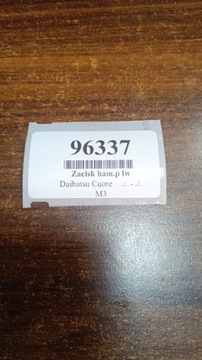 96337
Zacisk ham.p lw
Daihatsu Cuore
M3